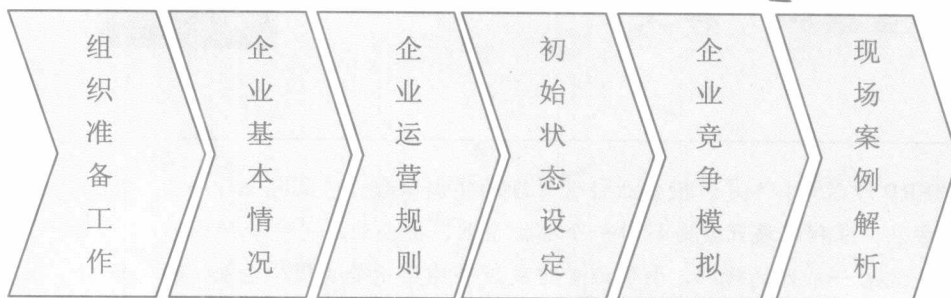 组织准备工作
企业基本情况
企业运营规则
初始状态设定
企业竞争模拟
现场案例解析